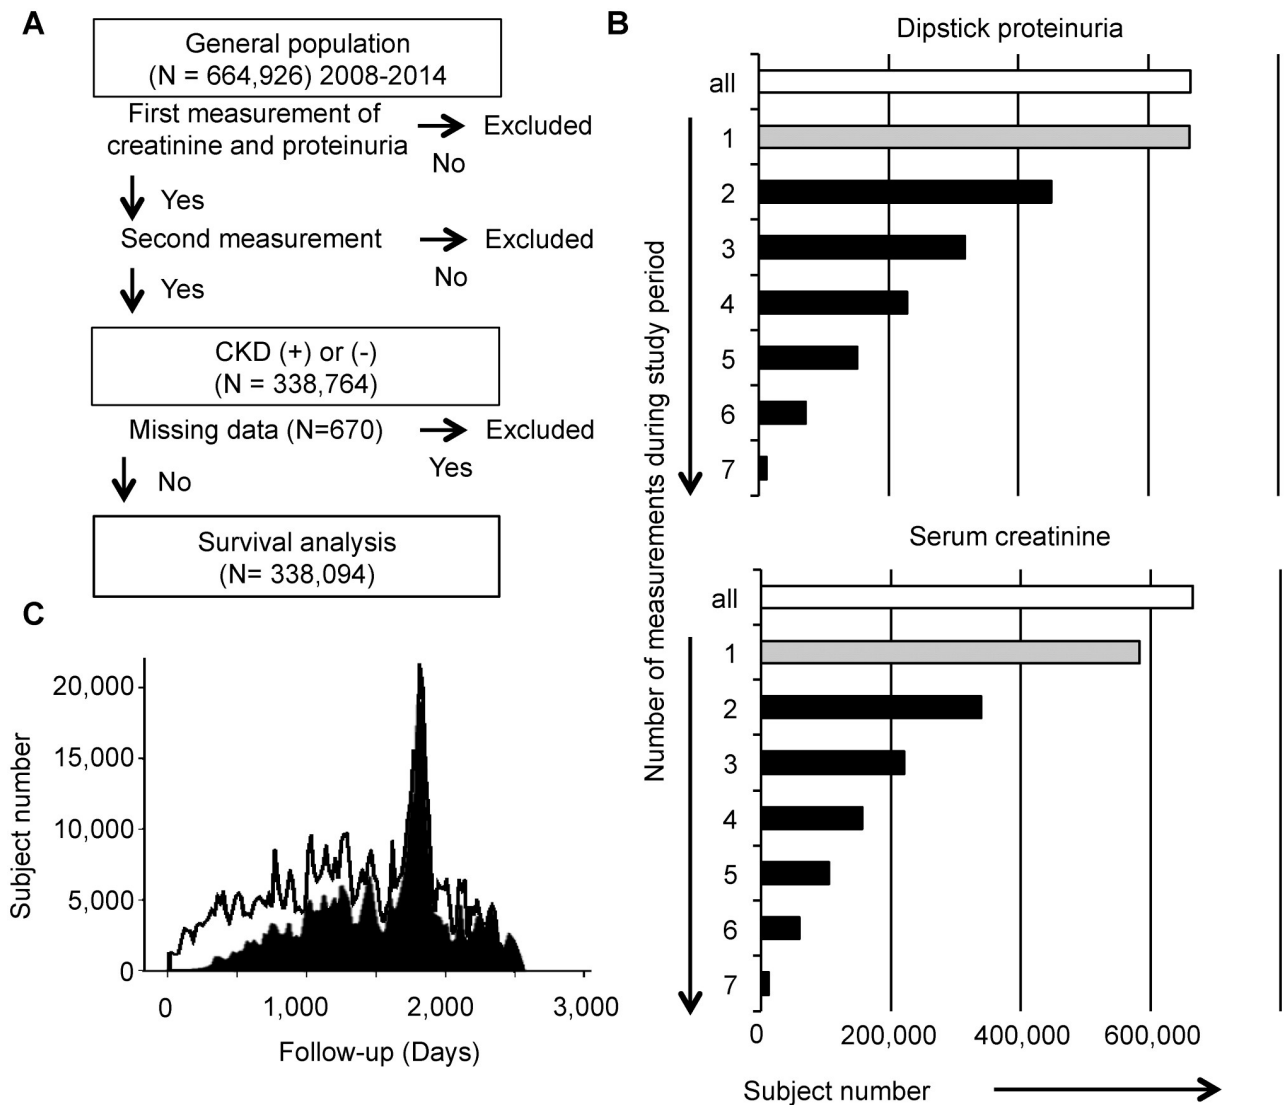 A
General population
(N = 664,926) 2008-2014
First measurement of
creatinine and proteinuria
Excluded
No
Yes
Second measurement
Excluded
No
Yes
CKD (+) or (-)
(N = 338,764)
Missing data (N=670)
Excluded
Yes
No
Survival analysis
(N= 338,094)
B
Dipstick proteinuria
all
1
2
3
4
5
6
7
Number of measurements during study period
Serum creatinine
all
1
2
3
4
5
6
7
0 200,000 400,000 600,000
Subject number
C
Subject number
20,000
15,000
10,000
5,000
0
0 1,000 2,000 3,000
Follow-up (Days)